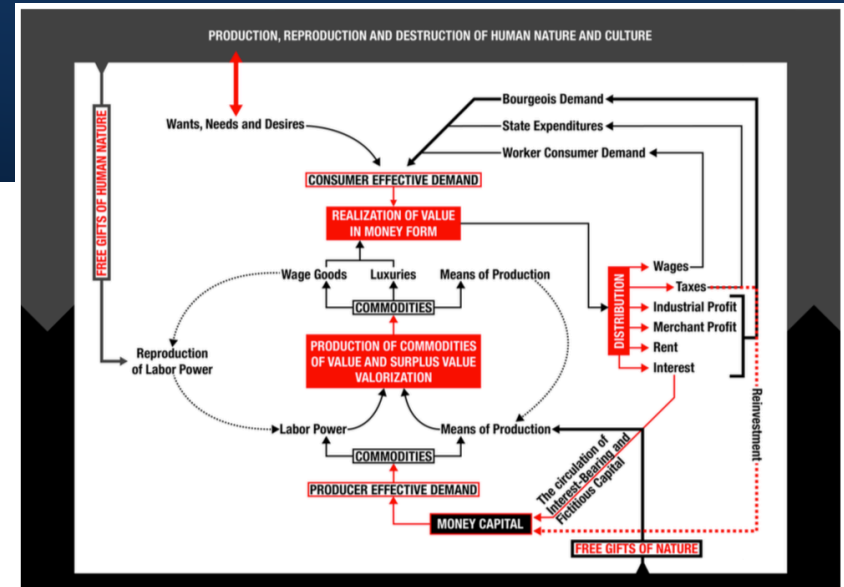 PRODUCTION, REPRODUCTION AND DESTRUCTION OF HUMAN NATURE AND CULTURE
FREE GIFTS OF HUMAN NATURE
Wants, Needs and Desires
Bourgeois Demand
State Expenditures
Worker Consumer Demand
CONSUMER EFFECTIVE DEMAND
REALIZATION OF VALUE
IN MONEY FORM
Wage Goods
Luxuries
Means of Production
COMMODITIES
DISTRIBUTION
Wages
Taxes
Industrial Profit
Merchant Profit
Rent
Interest
PRODUCTION OF COMMODITIES
OF VALUE AND SURPLUS VALUE
VALORIZATION
Reproduction
of Labor Power
Labor Power
Means of Production
COMMODITIES
PRODUCER EFFECTIVE DEMAND
MONEY CAPITAL
The circulation of
Interest-Bearing and
Fictitious Capital
Reinvestment
FREE GIFTS OF NATURE